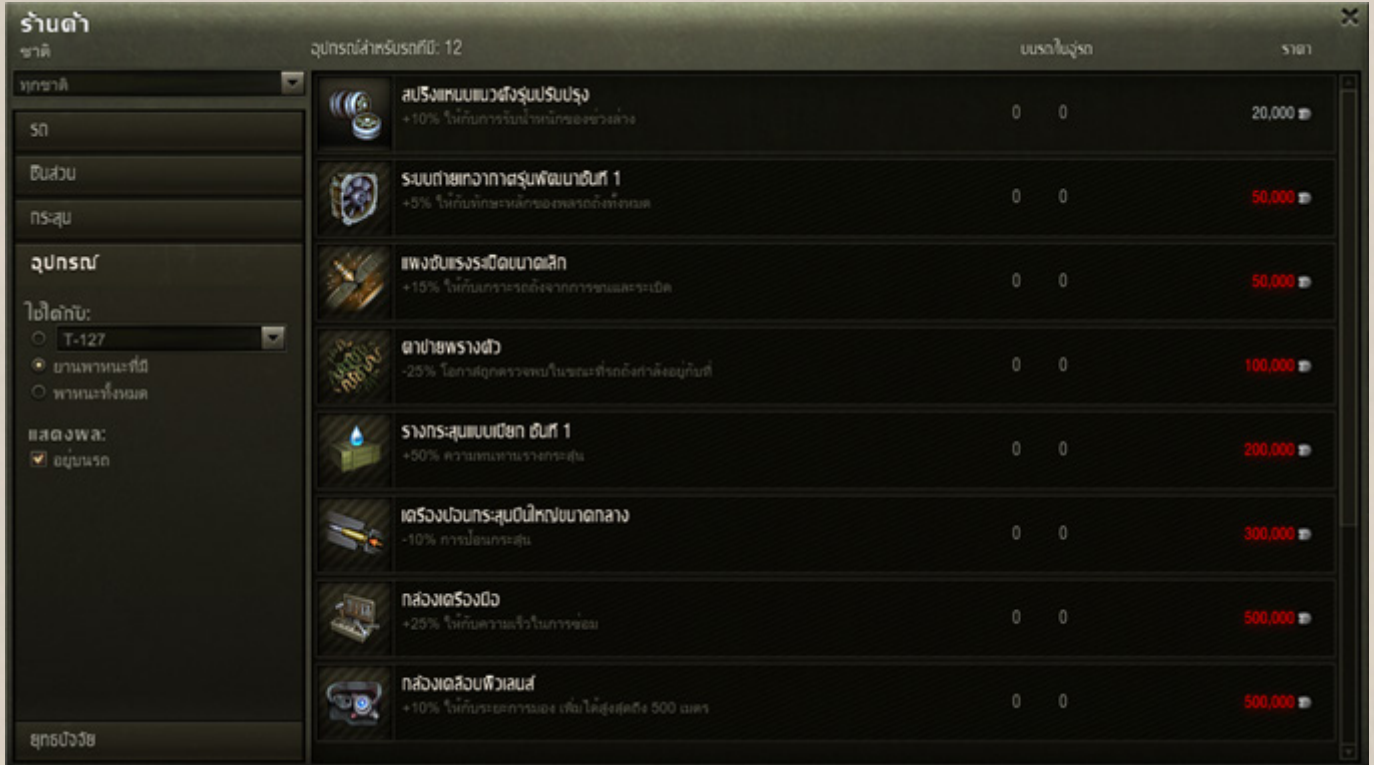 ร้านค้า
ชาติ
ทุกชาติ
รถ
ชิ้นส่วน
กระสุน
อุปกรณ์
ใช้ได้กับ:
T-127
ยานพาหนะที่มี
พาหนะทั้งหมด
แสดงผล:
อยู่บนรถ
ยุทธปัจจัย
อุปกรณ์สำหรับรถที่มี: 12
บนรถ/ในอู่รถ
ราคา
สปริงแหนบแนวตั้งรุ่นปรับปรุง
+10% ให้กับการรับน้ำหนักของช่วงล่าง
0 0 20,000
ระบบถ่ายเทอากาศรุ่นพัฒนาขั้นที่ 1
+5% ให้กับทักษะหลักของพลรถถังทั้งหมด
0 0 50,000
แผงซับแรงระเบิดขนาดเล็ก
+15% ให้กับเกราะรถถังจากการชนและระเบิด
0 0 50,000
ตาข่ายพรางตัว
-25% โอกาสถูกตรวจพบในขณะที่รถถังกำลังอยู่กับที่
0 0 100,000
รางกระสุนแบบเปียก ขั้นที่ 1
+50% ความทนทานรางกระสุน
0 0 200,000
เครื่องป้อนกระสุนปืนใหญ่ขนาดกลาง
-10% การป้อนกระสุน
0 0 300,000
กล่องเครื่องมือ
+25% ให้กับความเร็วในการซ่อม
0 0 500,000
กล้องเคลือบผิวเลนส์
+10% ให้กับระยะการมอง เพิ่มได้สูงสุดถึง 500 เมตร
0 0 500,000